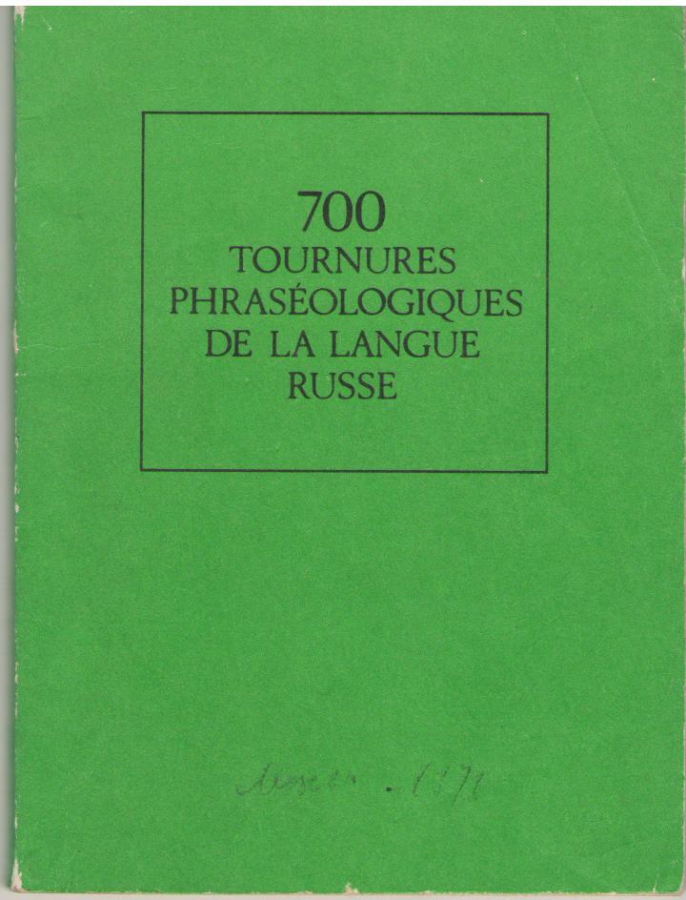 700
TOURNURES
PHRASÉOLOGIQUES
DE LA LANGUE
RUSSE